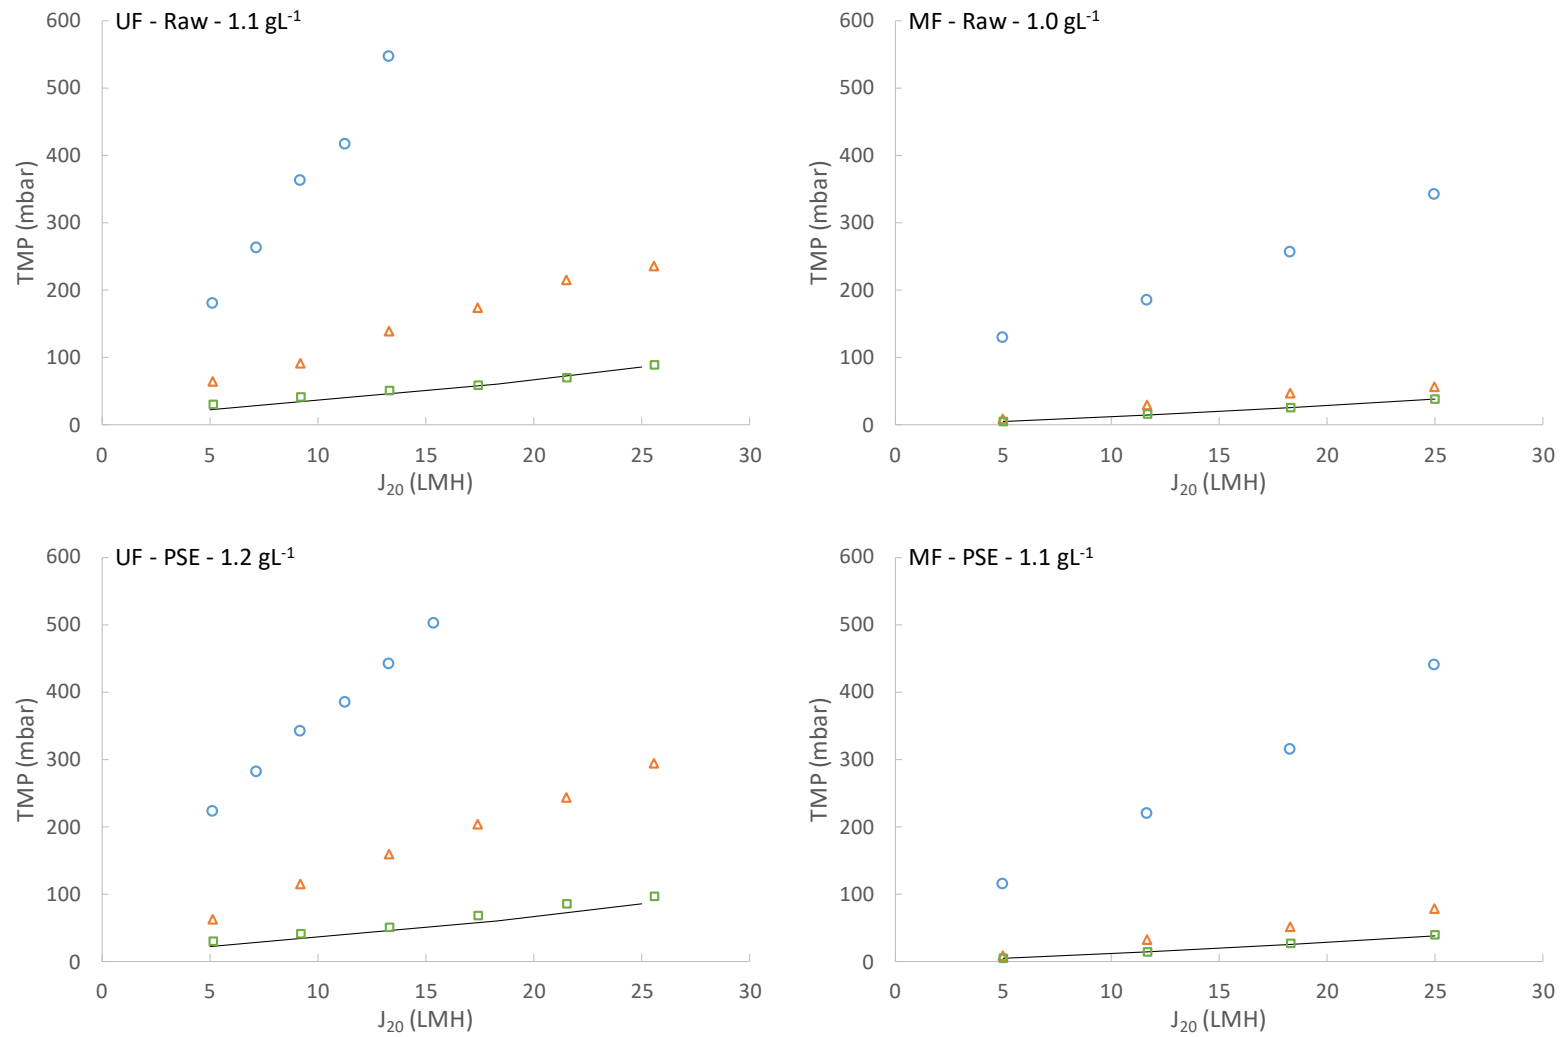 UF - Raw - 1.1 gL⁻¹
600
500
400
300
200
100
0
TMP (mbar)
0 5 10 15 20 25 30
J₂₀ (LMH)
MF - Raw - 1.0 gL⁻¹
600
500
400
300
200
100
0
TMP (mbar)
0 5 10 15 20 25 30
J₂₀ (LMH)
UF - PSE - 1.2 gL⁻¹
600
500
400
300
200
100
0
TMP (mbar)
0 5 10 15 20 25 30
J₂₀ (LMH)
MF - PSE - 1.1 gL⁻¹
600
500
400
300
200
100
0
TMP (mbar)
0 5 10 15 20 25 30
J₂₀ (LMH)